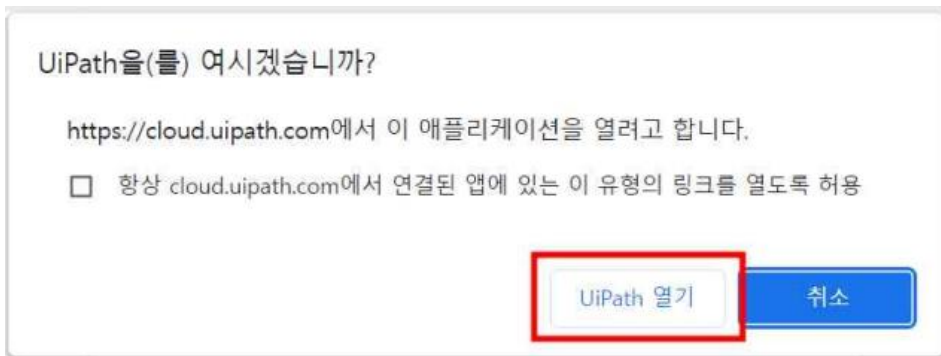 UiPath을(를) 여시겠습니까?
https://cloud.uipath.com에서 이 애플리케이션을 열려고 합니다.
항상 cloud.uipath.com에서 연결된 앱에 있는 이 유형의 링크를 열도록 허용
UiPath 열기 취소